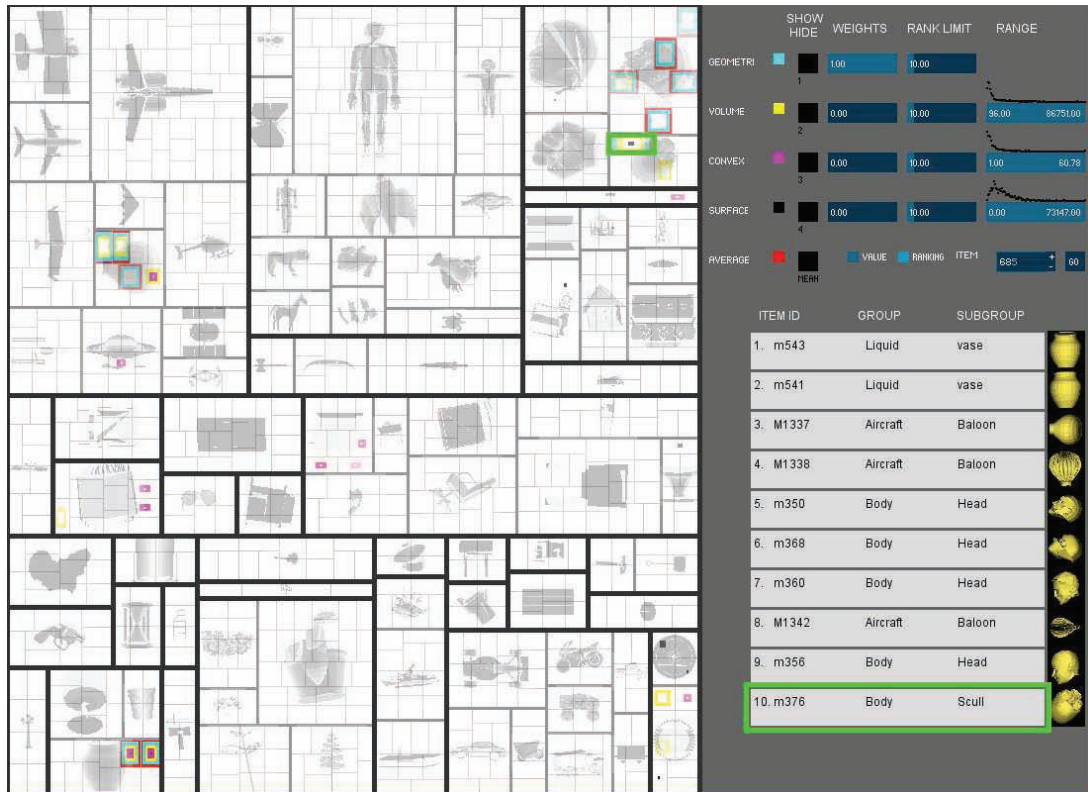 SHOW
HIDE WEIGHTS RANK LIMIT RANGE
GEOMETRI 1.00 10.00
1
VOLUME 0.00 10.00 96.00 86751.00
2
CONVEX 0.00 10.00 1.00 60.78
3
SURFACE 0.00 10.00 0.00 73147.00
4
AVERAGE VALUE RANKING ITEM 685 + - 60
MEAN
ITEM ID GROUP SUBGROUP
1. m543 Liquid vase
2. m541 Liquid vase
3. M1337 Aircraft Baloon
4. M1338 Aircraft Baloon
5. m350 Body Head
6. m368 Body Head
7. m360 Body Head
8. M1342 Aircraft Baloon
9. m356 Body Head
10. m376 Body Scull